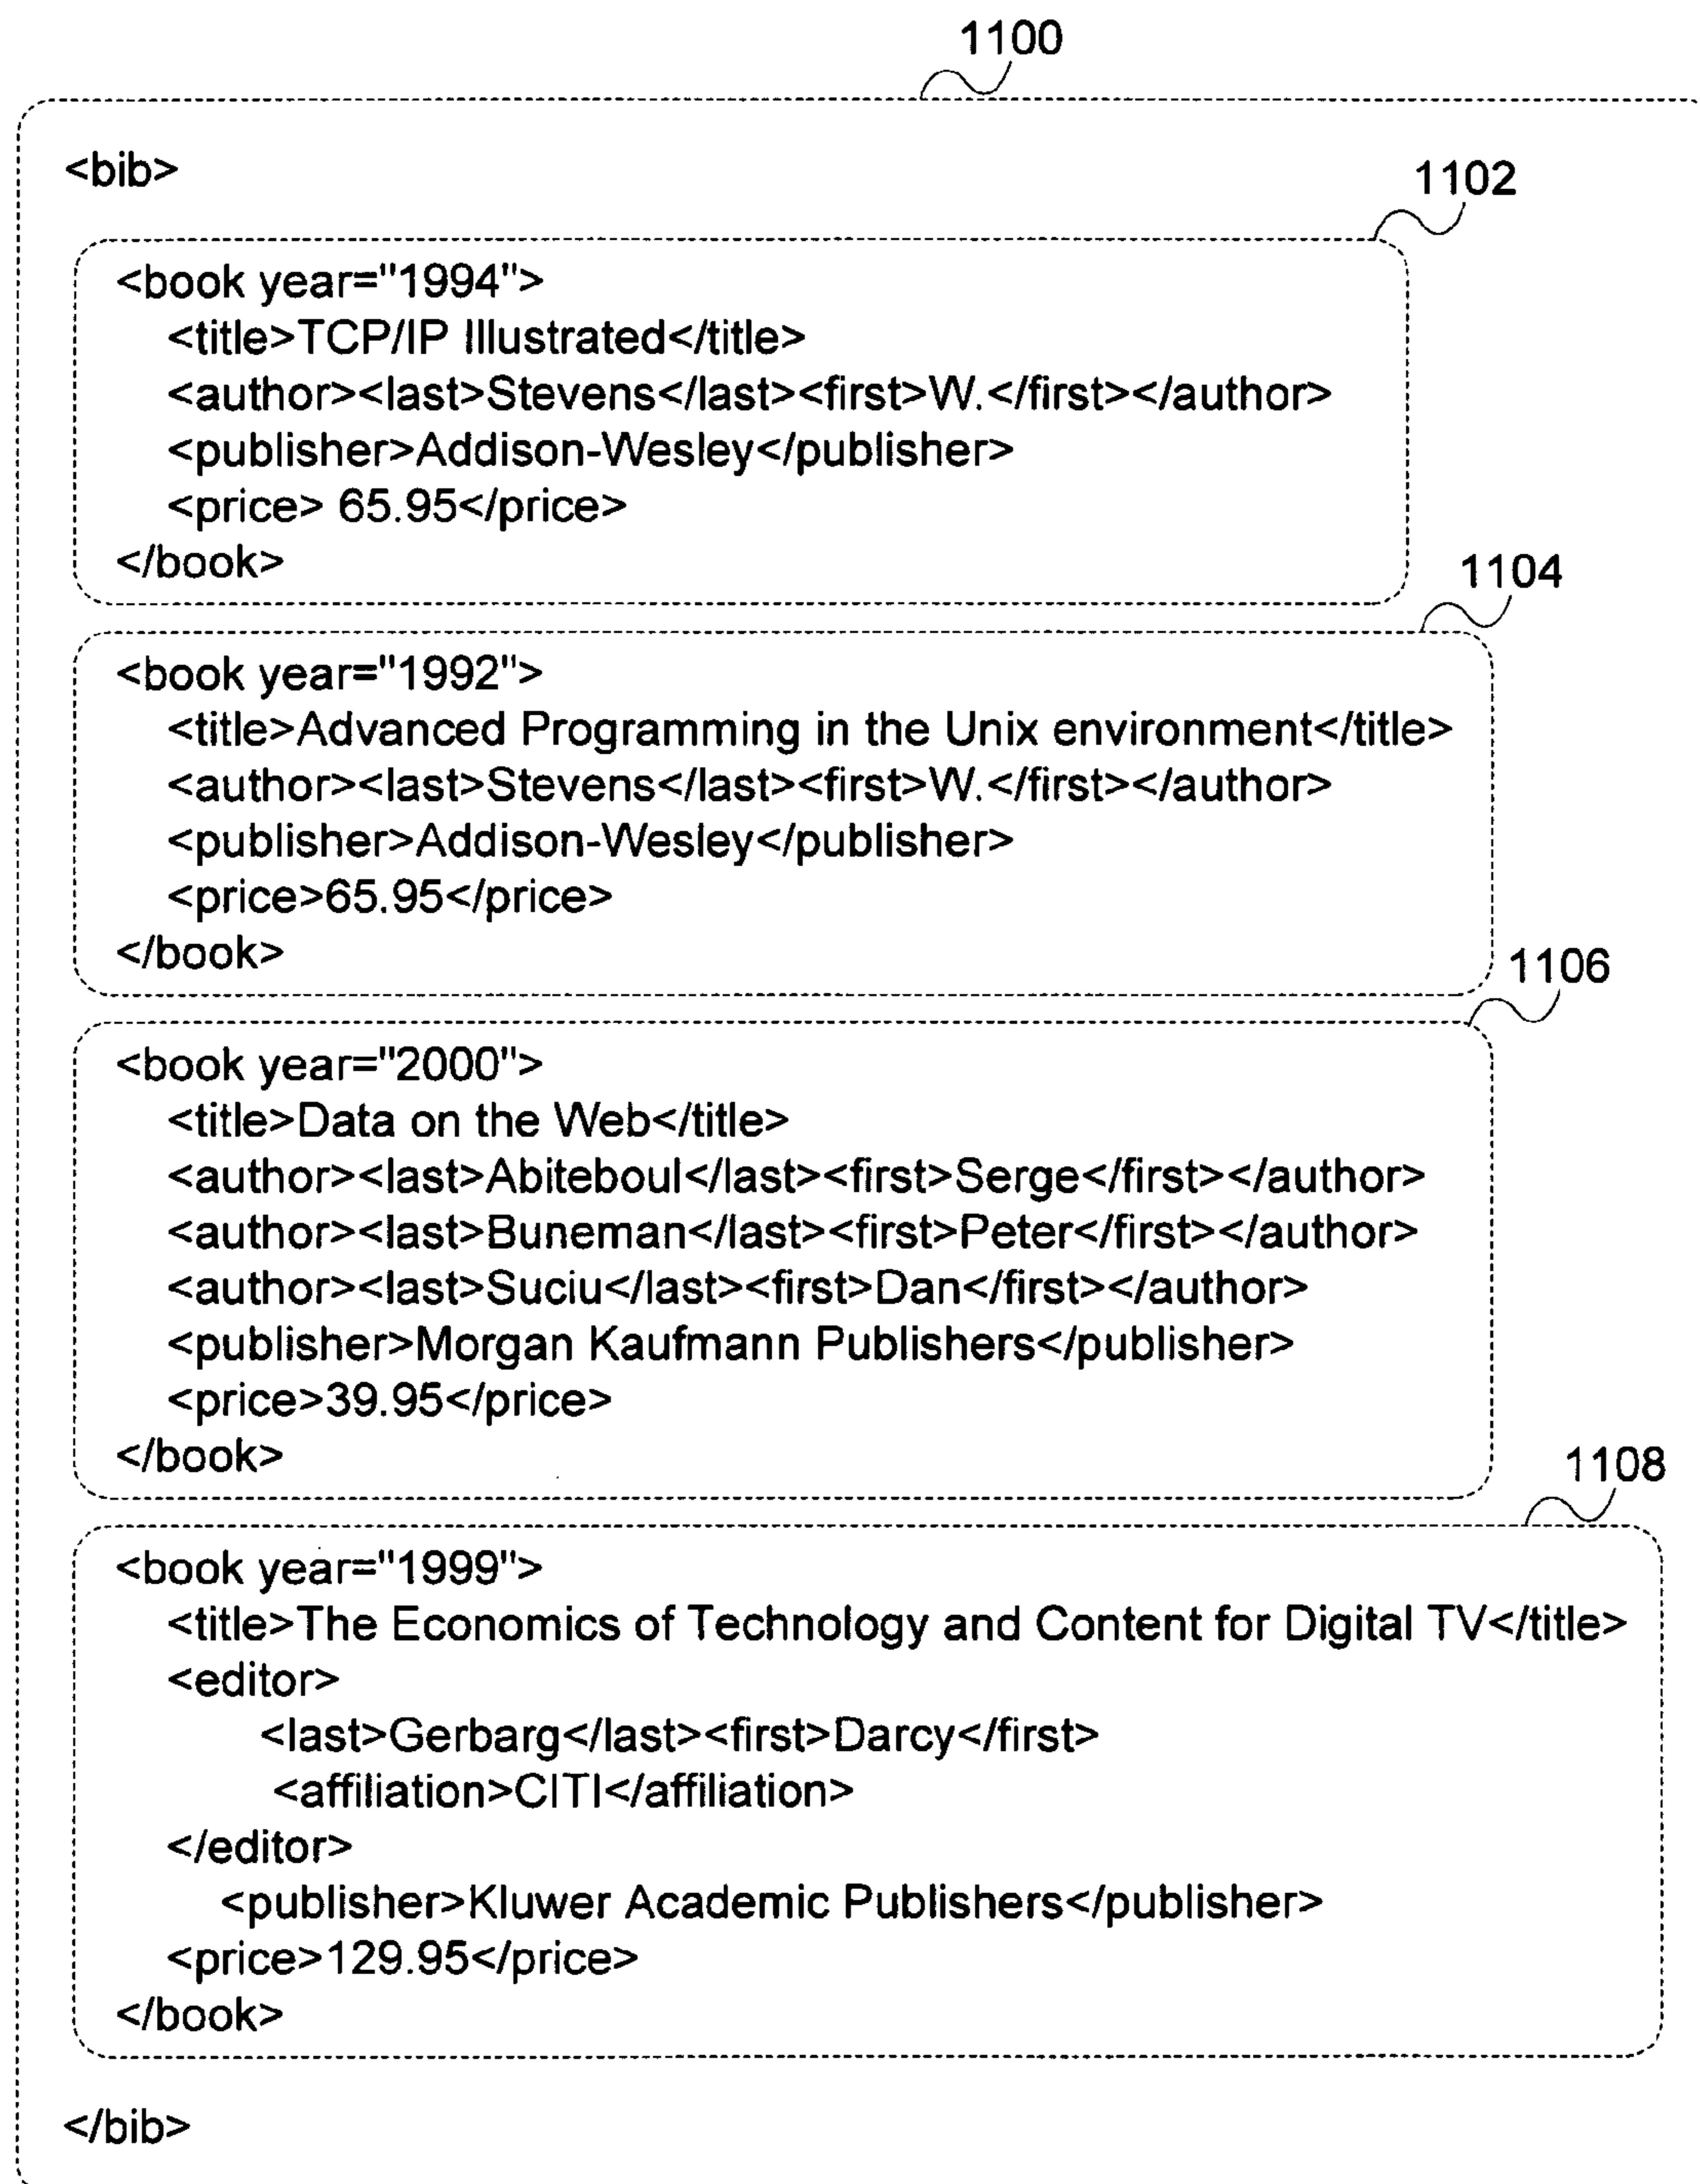 1100
<bib>
1102
<book year="1994">
<title>TCP/IP Illustrated</title>
<author><last>Stevens</last><first>W.</first></author>
<publisher>Addison-Wesley</publisher>
<price> 65.95</price>
</book>
1104
<book year="1992">
<title>Advanced Programming in the Unix environment</title>
<author><last>Stevens</last><first>W.</first></author>
<publisher>Addison-Wesley</publisher>
<price>65.95</price>
</book>
1106
<book year="2000">
<title>Data on the Web</title>
<author><last>Abiteboul</last><first>Serge</first></author>
<author><last>Buneman</last><first>Peter</first></author>
<author><last>Suciu</last><first>Dan</first></author>
<publisher>Morgan Kaufmann Publishers</publisher>
<price>39.95</price>
</book>
1108
<book year="1999">
<title>The Economics of Technology and Content for Digital TV</title>
<editor>
<last>Gerbarg</last><first>Darcy</first>
<affiliation>CITI</affiliation>
</editor>
<publisher>Kluwer Academic Publishers</publisher>
<price>129.95</price>
</book>
</bib>